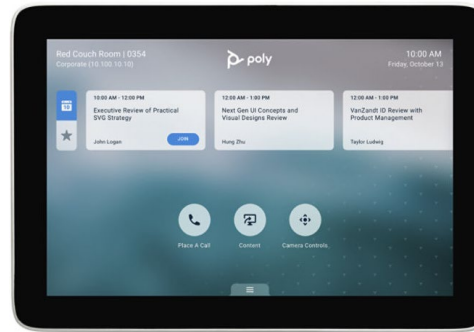 Red Couch Room | 0354
Corporate (10.100.10.10)
poly
10:00 AM
Friday, October 13
10
10:00 AM - 12:00 PM
Executive Review of Practical
SVG Strategy
John Logan
JOIN
12:00 AM - 1:00 PM
Next Gen UI Concepts and
Visual Designs Review
Hung Zhu
12:00 AM - 1:00 PM
VanZandt ID Review with
Product Management
Taylor Ludwig
Place A Call
Content
Camera Controls